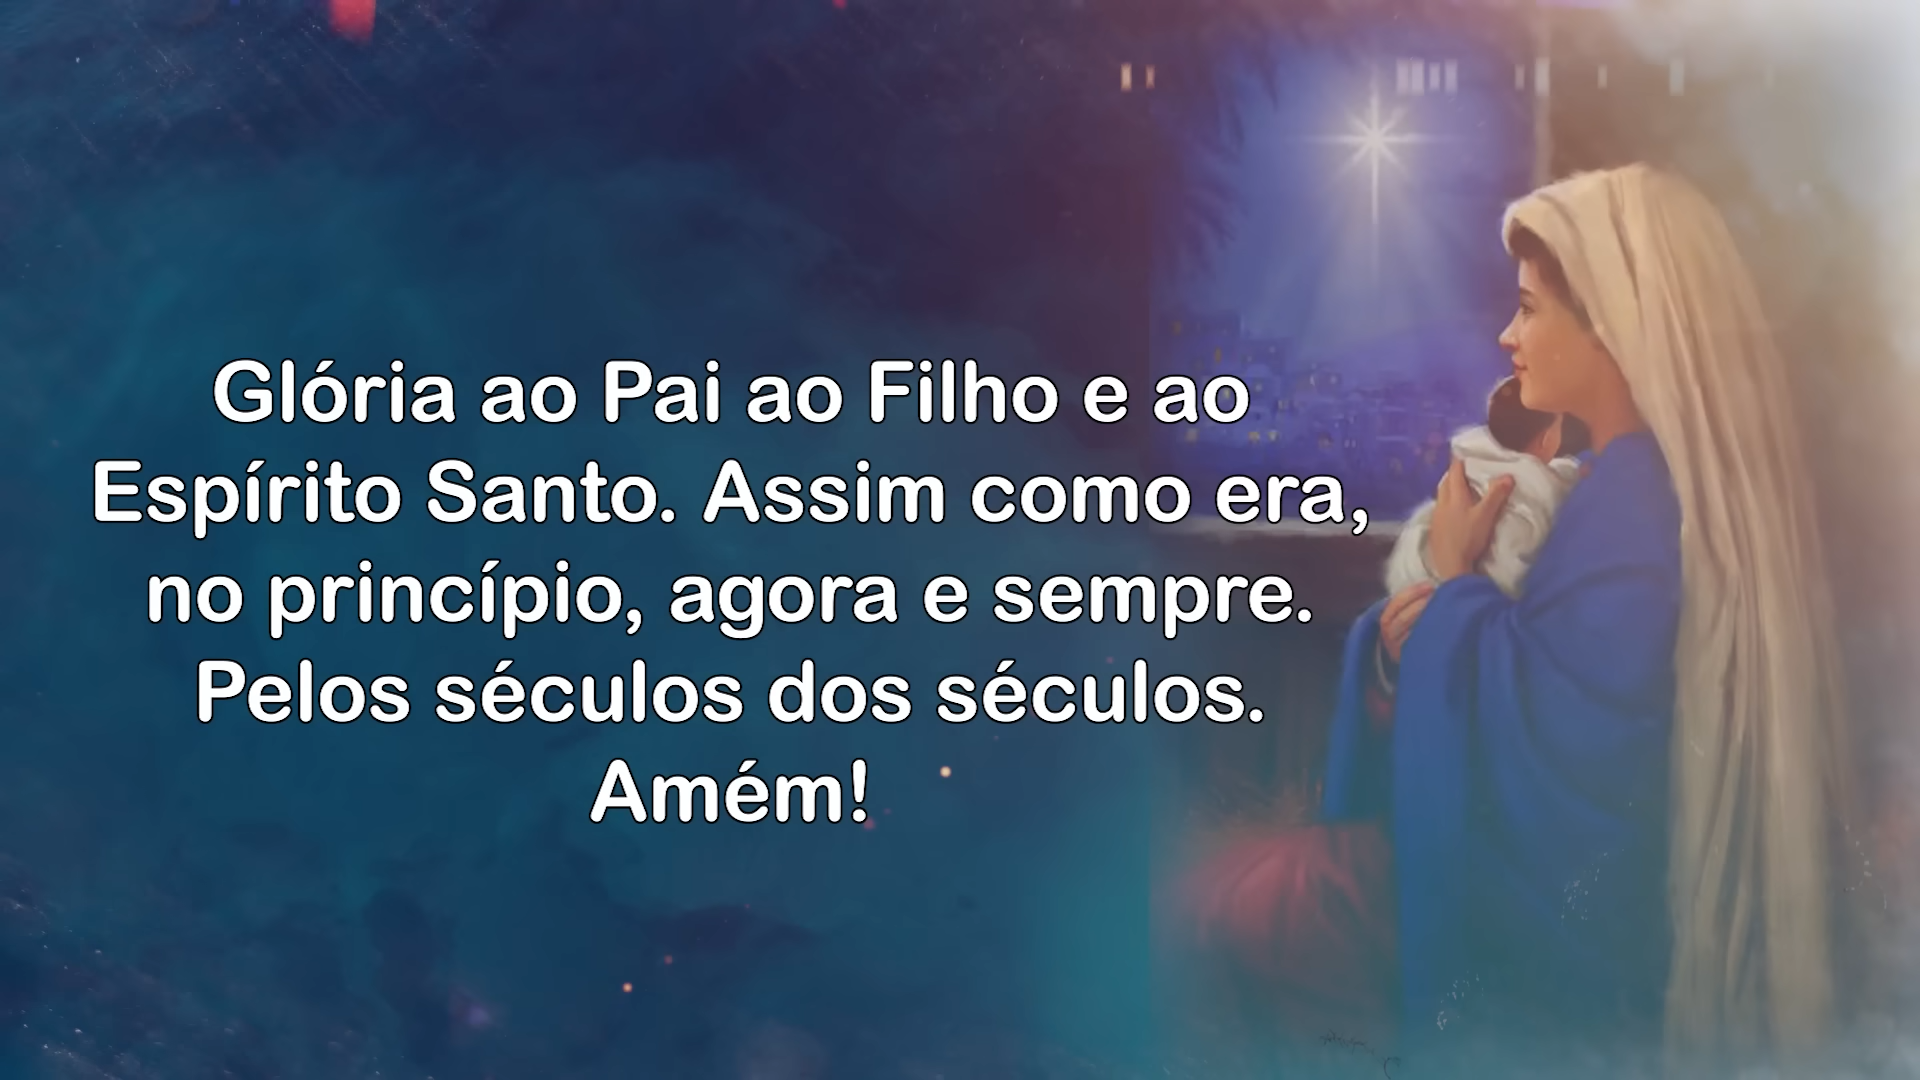 Glória ao Pai ao Filho e ao
Espírito Santo. Assim como era,
no princípio, agora e sempre.
Pelos séculos dos séculos.
Amém!